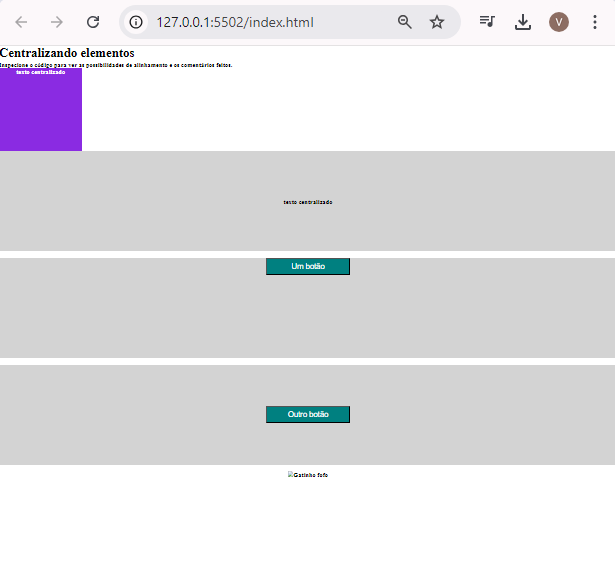 127.0.0.1:5502/index.html
V
Centralizando elementos
Inspecione o código para ver as possibilidades de alinhamento e os comentários feitos.
texto centralizado
texto centralizado
Um botão
Outro botão
Gatinho fofo